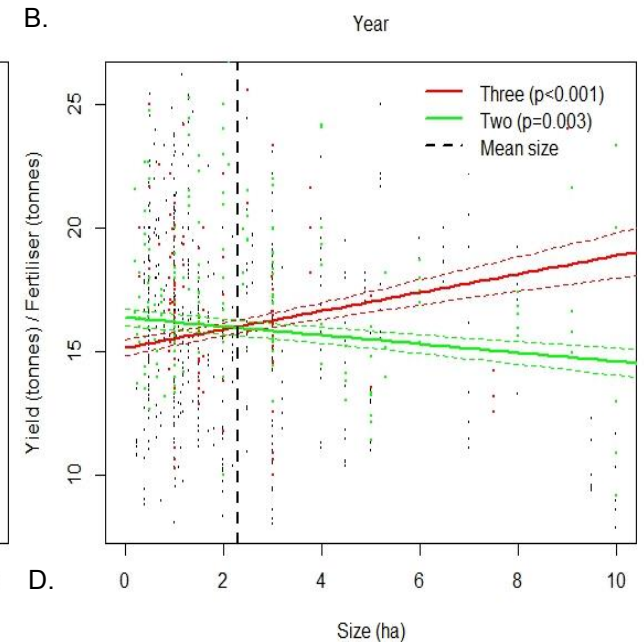 B.
Year
Yield (tonnes) / Fertiliser (tonnes)
25
20
15
10
Three (p<0.001)
Two (p=0.003)
Mean size
0 2 4 6 8 10
D.
Size (ha)